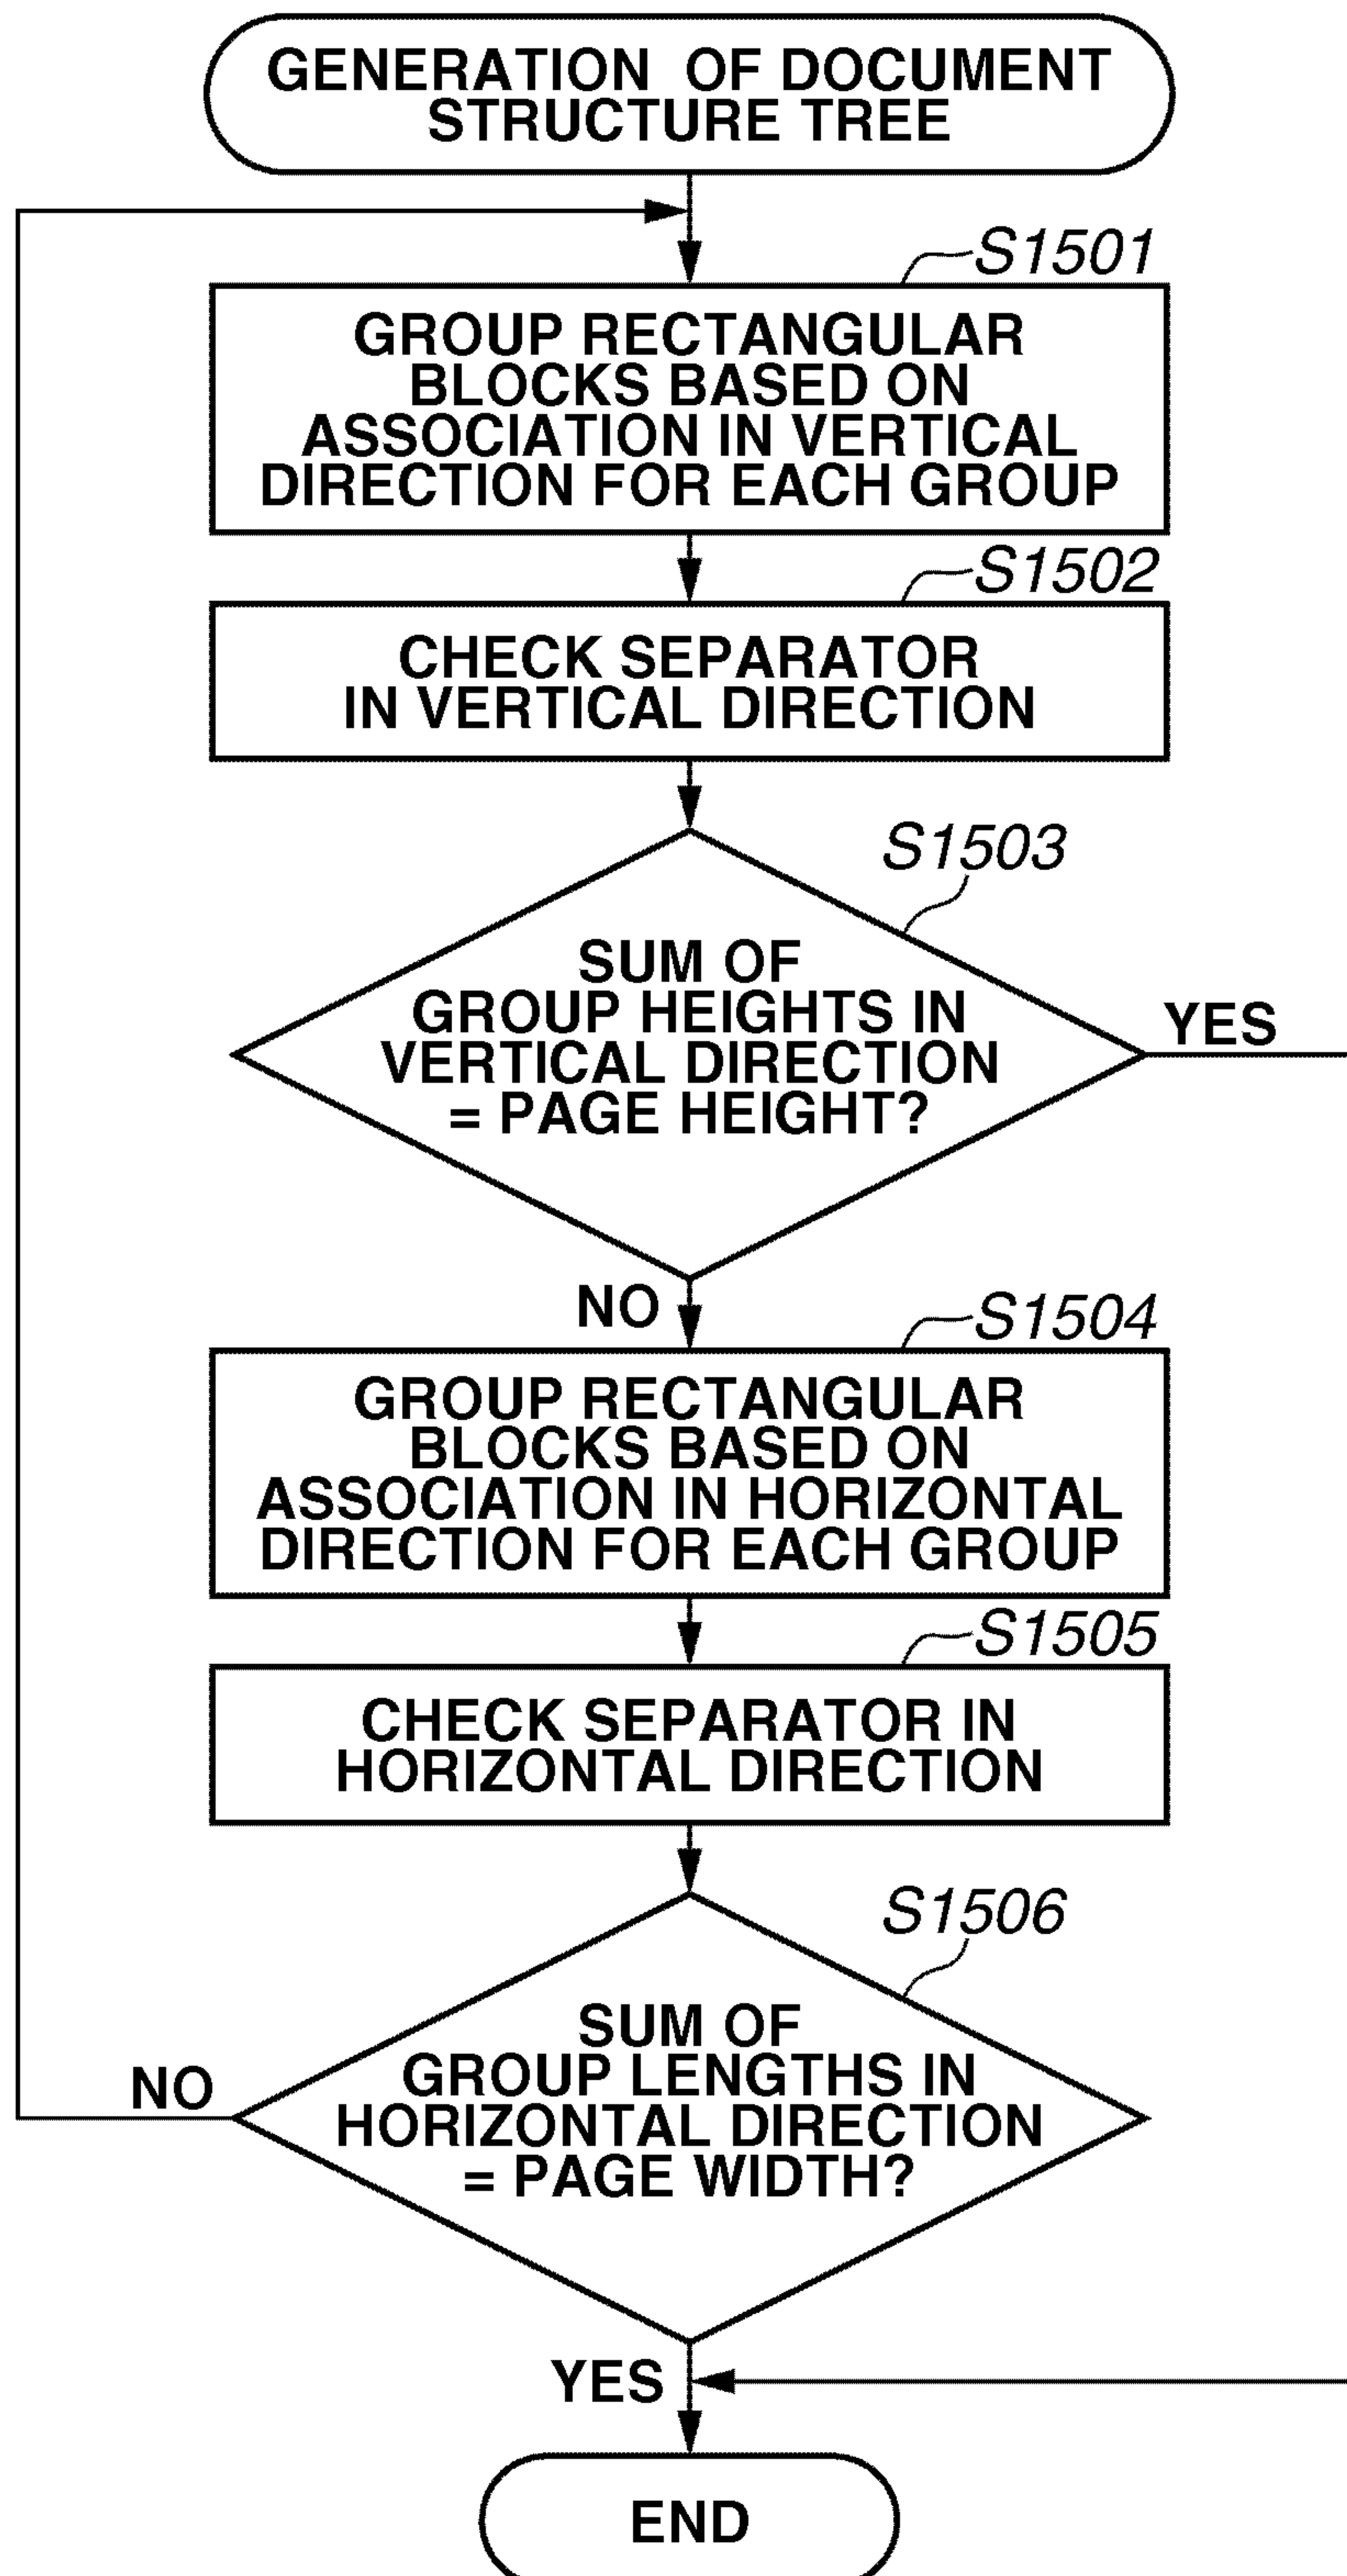 GENERATION OF DOCUMENT
STRUCTURE TREE
S1501
GROUP RECTANGULAR
BLOCKS BASED ON
ASSOCIATION IN VERTICAL
DIRECTION FOR EACH GROUP
S1502
CHECK SEPARATOR
IN VERTICAL DIRECTION
S1503
SUM OF
GROUP HEIGHTS IN
VERTICAL DIRECTION
= PAGE HEIGHT?
YES
NO
S1504
GROUP RECTANGULAR
BLOCKS BASED ON
ASSOCIATION IN HORIZONTAL
DIRECTION FOR EACH GROUP
S1505
CHECK SEPARATOR IN
HORIZONTAL DIRECTION
S1506
SUM OF
GROUP LENGTHS IN
HORIZONTAL DIRECTION
= PAGE WIDTH?
NO
YES
END